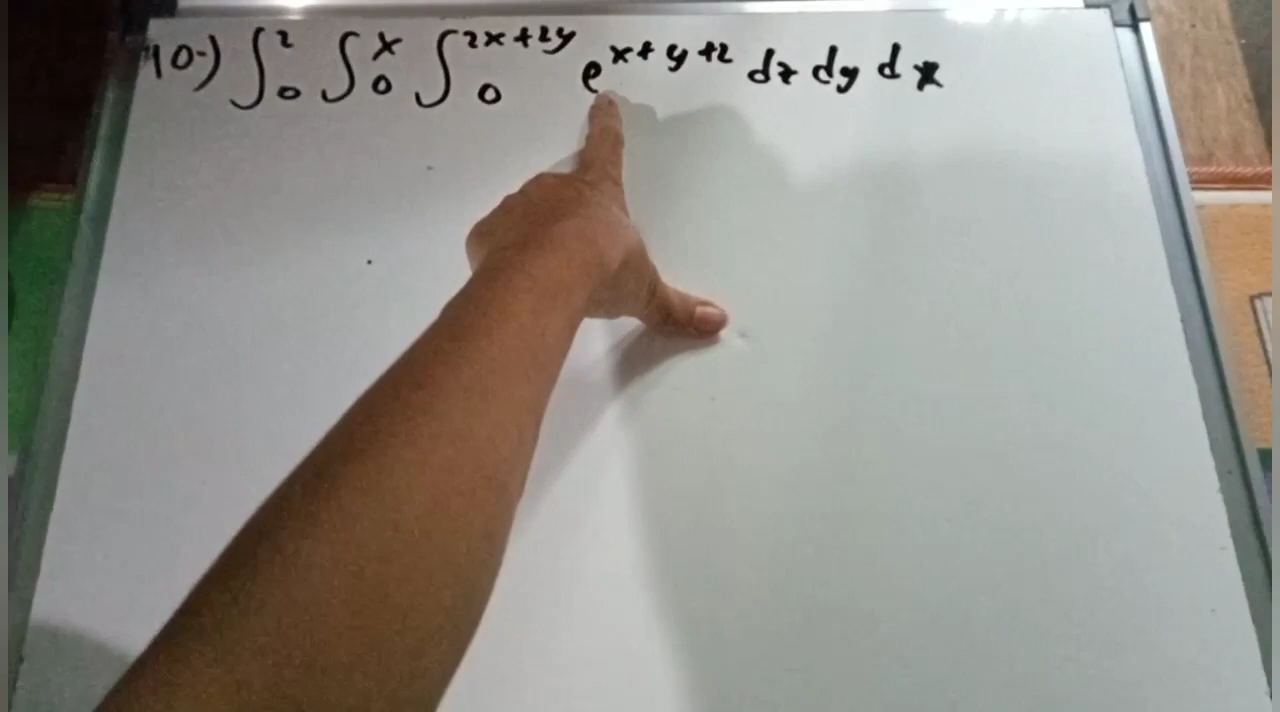 10.) ∫₀² ∫₀ˣ ∫₀^{2x+2y} e^{x+y+z} dz dy dx